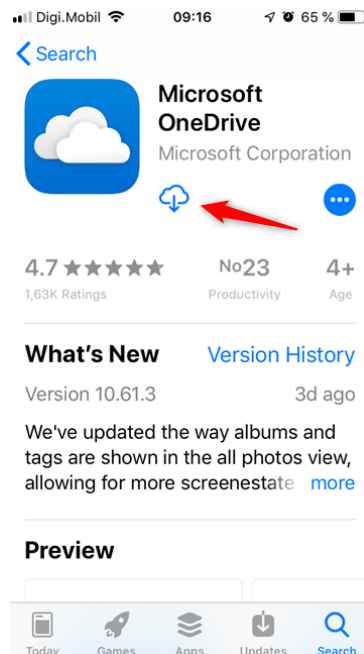 Digi.Mobil 09:16 65 %
Search
Microsoft
OneDrive
Microsoft Corporation
4.7 No23 4+
1,63K Ratings Productivity Age
What's New Version History
Version 10.61.3 3d ago
We've updated the way albums and
tags are shown in the all photos view,
allowing for more screenestate more
Preview
Today Games Apps Updates Search